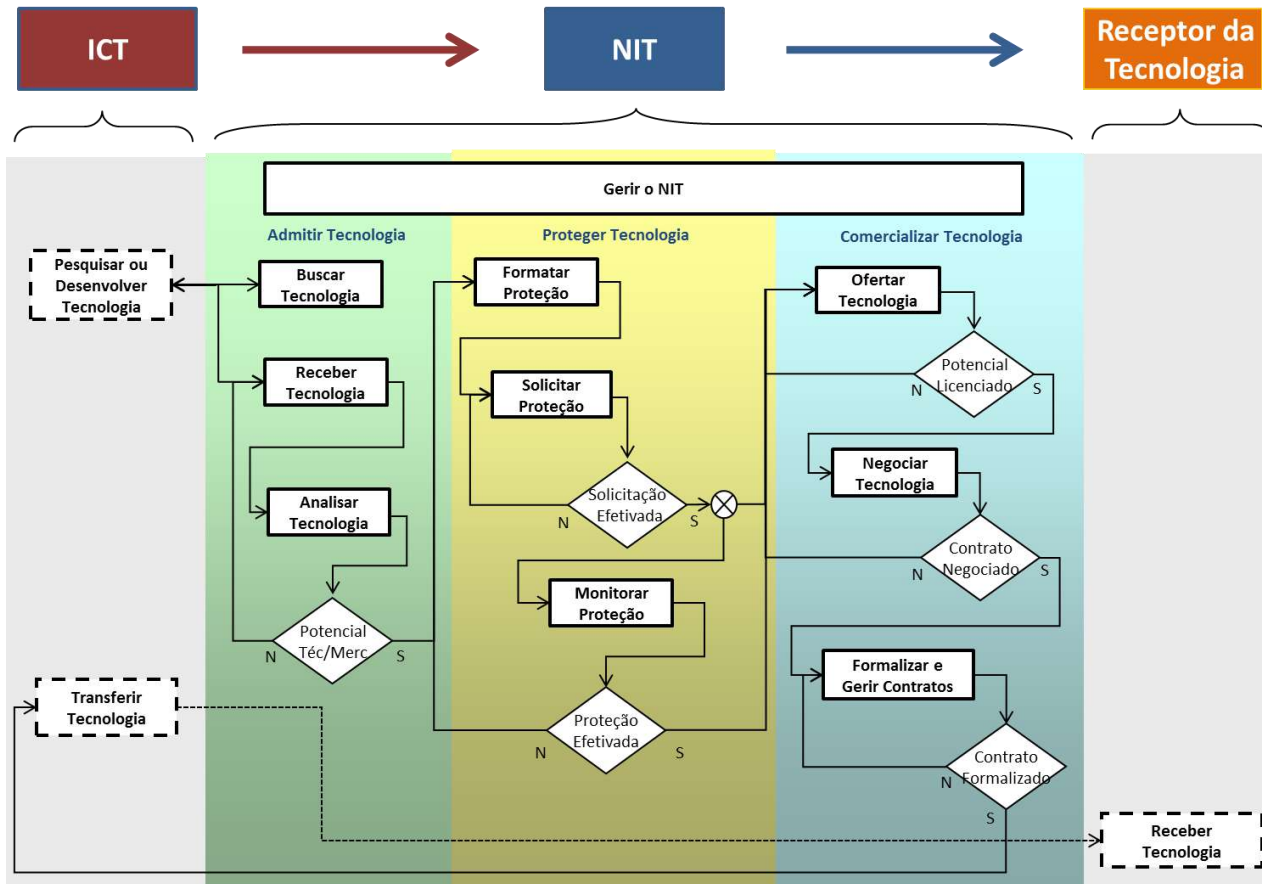 ICT
NIT
Receptor da
Tecnologia
Gerir o NIT
Admitir Tecnologia
Proteger Tecnologia
Comercializar Tecnologia
Pesquisar ou
Desenvolver
Tecnologia
Buscar
Tecnologia
Formatar
Proteção
Ofertar
Tecnologia
Receber
Tecnologia
Solicitar
Proteção
Potencial
Licenciado
N
S
Negociar
Tecnologia
Analisar
Tecnologia
Solicitação
Efetivada
N
S
Contrato
Negociado
N
S
Monitorar
Proteção
Potencial
Téc/Merc
N
S
Formalizar e
Gerir Contratos
Transferir
Tecnologia
Proteção
Efetivada
N
S
Contrato
Formalizado
N
S
Receber
Tecnologia